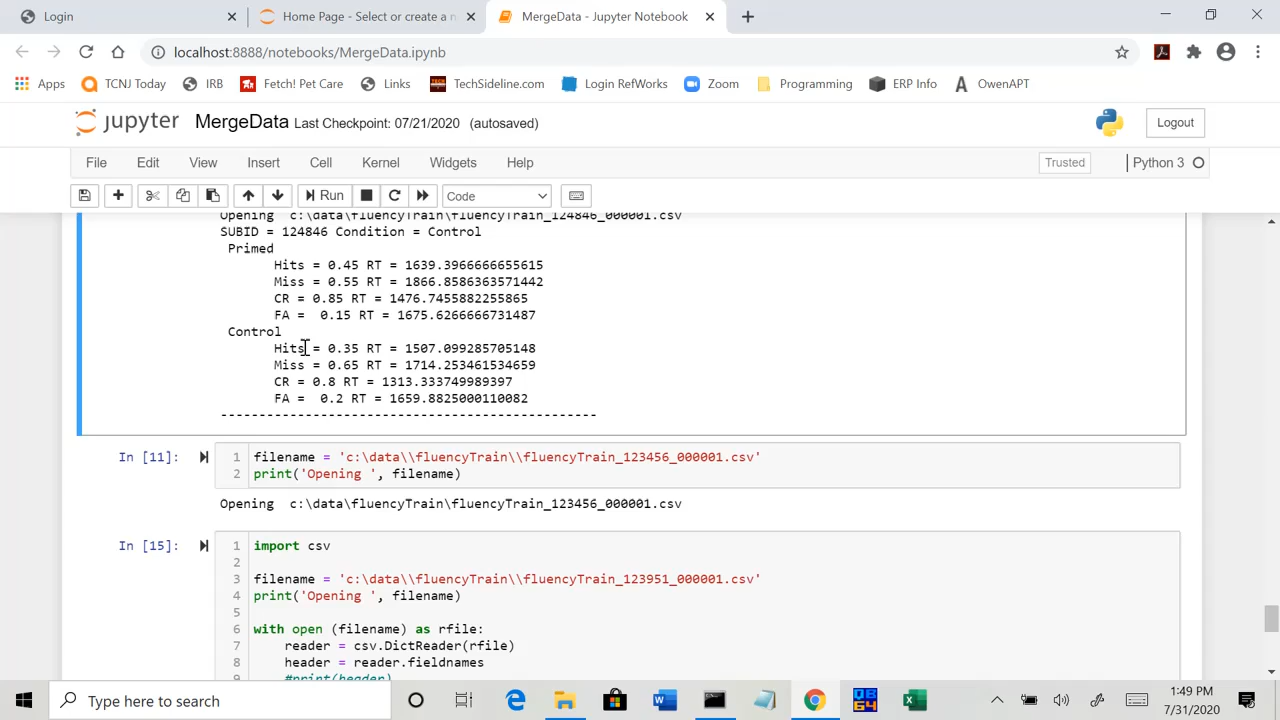 Login
Home Page - Select or create a n
MergeData - Jupyter Notebook
localhost:8888/notebooks/MergeData.ipynb
Apps TCNJ Today IRB Fetch! Pet Care Links TechSideline.com Login RefWorks Zoom Programming ERP Info OwenAPT
jupyter MergeData Last Checkpoint: 07/21/2020 (autosaved) Logout
File Edit View Insert Cell Kernel Widgets Help Trusted Python 3
Run Code
Opening c:\data\fluencyTrain\fluencyTrain_124846_000001.csv
SUBID = 124846 Condition = Control
Primed
Hits = 0.45 RT = 1639.3966666655615
Miss = 0.55 RT = 1866.8586363571442
CR = 0.85 RT = 1476.7455882255865
FA = 0.15 RT = 1675.6266666731487
Control
Hits = 0.35 RT = 1507.099285705148
Miss = 0.65 RT = 1714.253461534659
CR = 0.8 RT = 1313.333749989397
FA = 0.2 RT = 1659.8825000110082
-------------------------------------------------
In [11]: 1 filename = 'c:\data\\fluencyTrain\\fluencyTrain_123456_000001.csv'
2 print('Opening ', filename)
Opening c:\data\fluencyTrain\fluencyTrain_123456_000001.csv
In [15]: 1 import csv
2
3 filename = 'c:\data\\fluencyTrain\\fluencyTrain_123951_000001.csv'
4 print('Opening ', filename)
5
6 with open (filename) as rfile:
7 reader = csv.DictReader(rfile)
8 header = reader.fieldnames
9 #print(header)
Type here to search
1:49 PM
7/31/2020